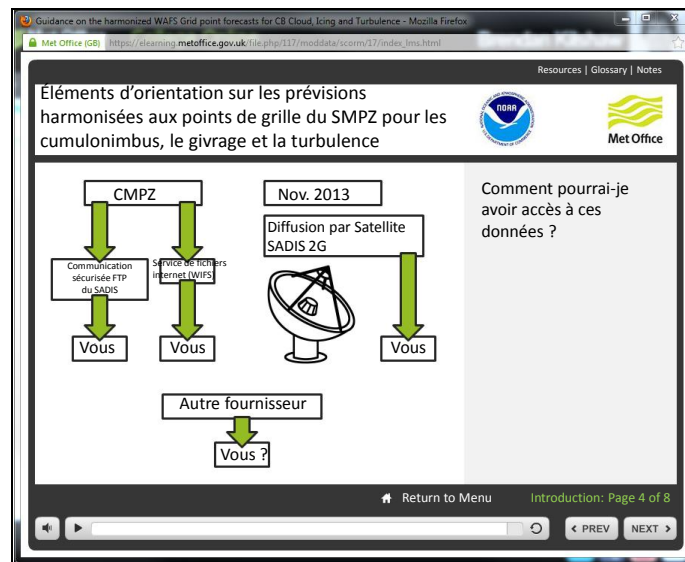 Guidance on the harmonized WAFS Grid point forecasts for CB Cloud, Icing and Turbulence - Mozilla Firefox
Met Office (GB) https://elearning.metoffice.gov.uk/file.php/117/moddata/scorm/17/index_lms.html
Resources | Glossary | Notes
Éléments d'orientation sur les prévisions
harmonisées aux points de grille du SMPZ pour les
cumulonimbus, le givrage et la turbulence
NOAA
Met Office
CMPZ
Nov. 2013
Diffusion par Satellite
SADIS 2G
Communication
sécurisée FTP
du SADIS
Service de fichiers
internet (WIFS)
Vous
Vous
Vous
Autre fournisseur
Vous ?
Comment pourrai-je
avoir accès à ces
données ?
Return to Menu
Introduction: Page 4 of 8
PREV
NEXT